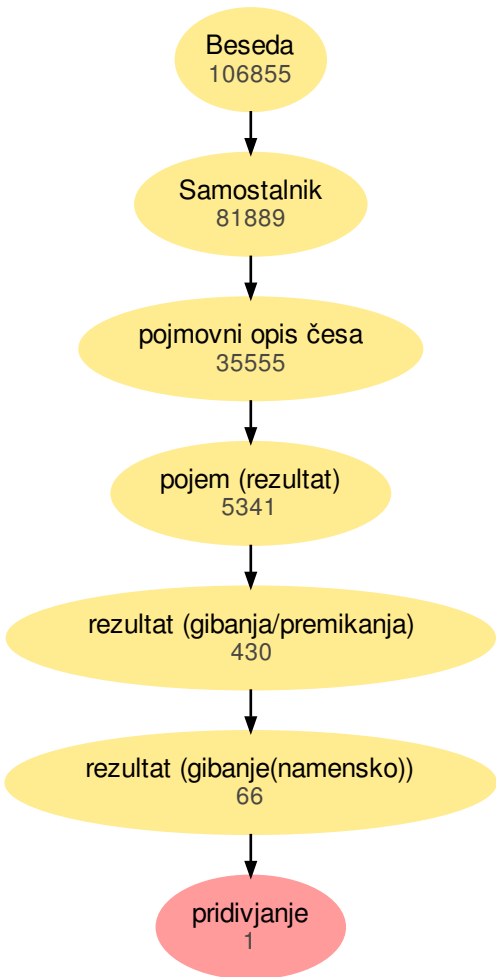 Beseda
106855
Samostalnik
81889
pojmovni opis česa
35555
pojem (rezultat)
5341
rezultat (gibanja/premikanja)
430
rezultat (gibanje(namensko))
66
pridivjanje
1